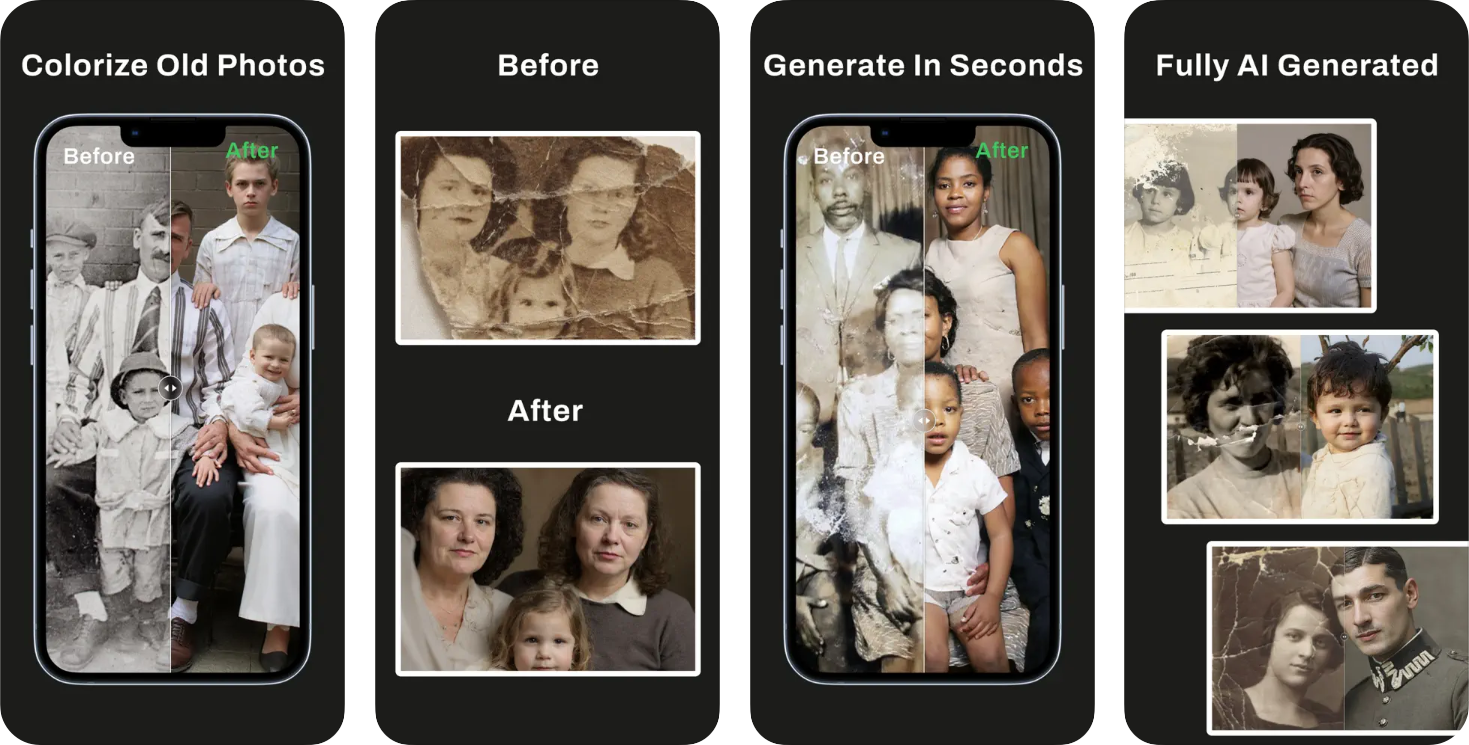 Colorize Old Photos
Before
After
Before
After
Generate In Seconds
Before
After
Fully AI Generated